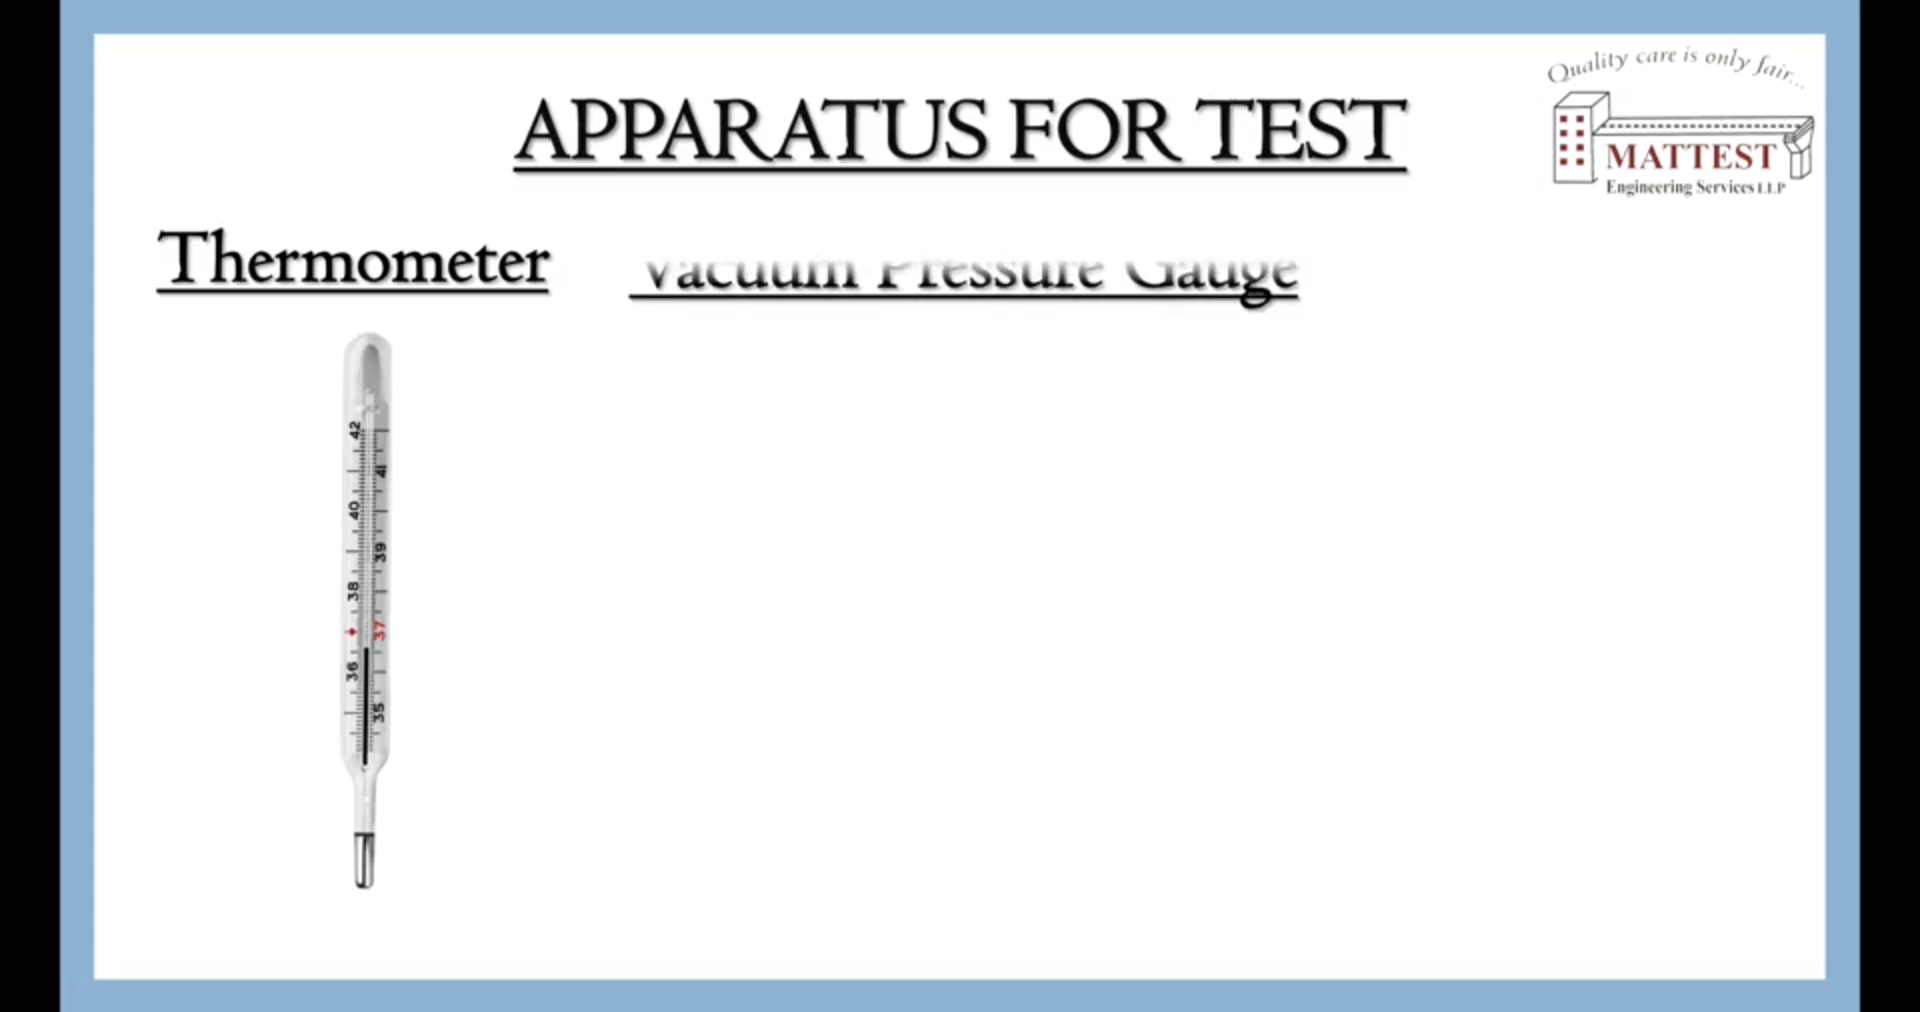 Quality care is only fair...
APPARATUS FOR TEST
MATTEST
Engineering Services LLP
Thermometer
Vacuum Pressure Gauge
42
41
40
39
38
37
36
35